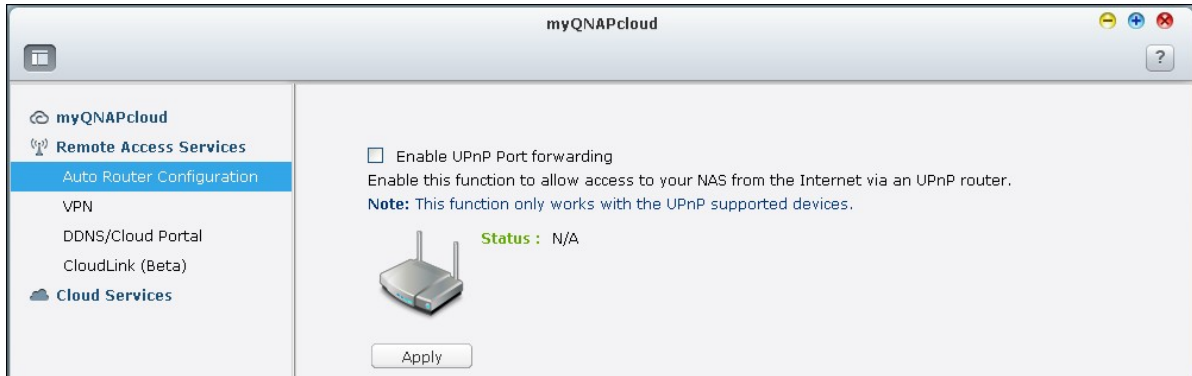 myQNAPcloud
?
myQNAPcloud
Remote Access Services
Auto Router Configuration
VPN
DDNS/Cloud Portal
CloudLink (Beta)
Cloud Services
Enable UPnP Port forwarding
Enable this function to allow access to your NAS from the Internet via an UPnP router.
Note: This function only works with the UPnP supported devices.
Status : N/A
Apply